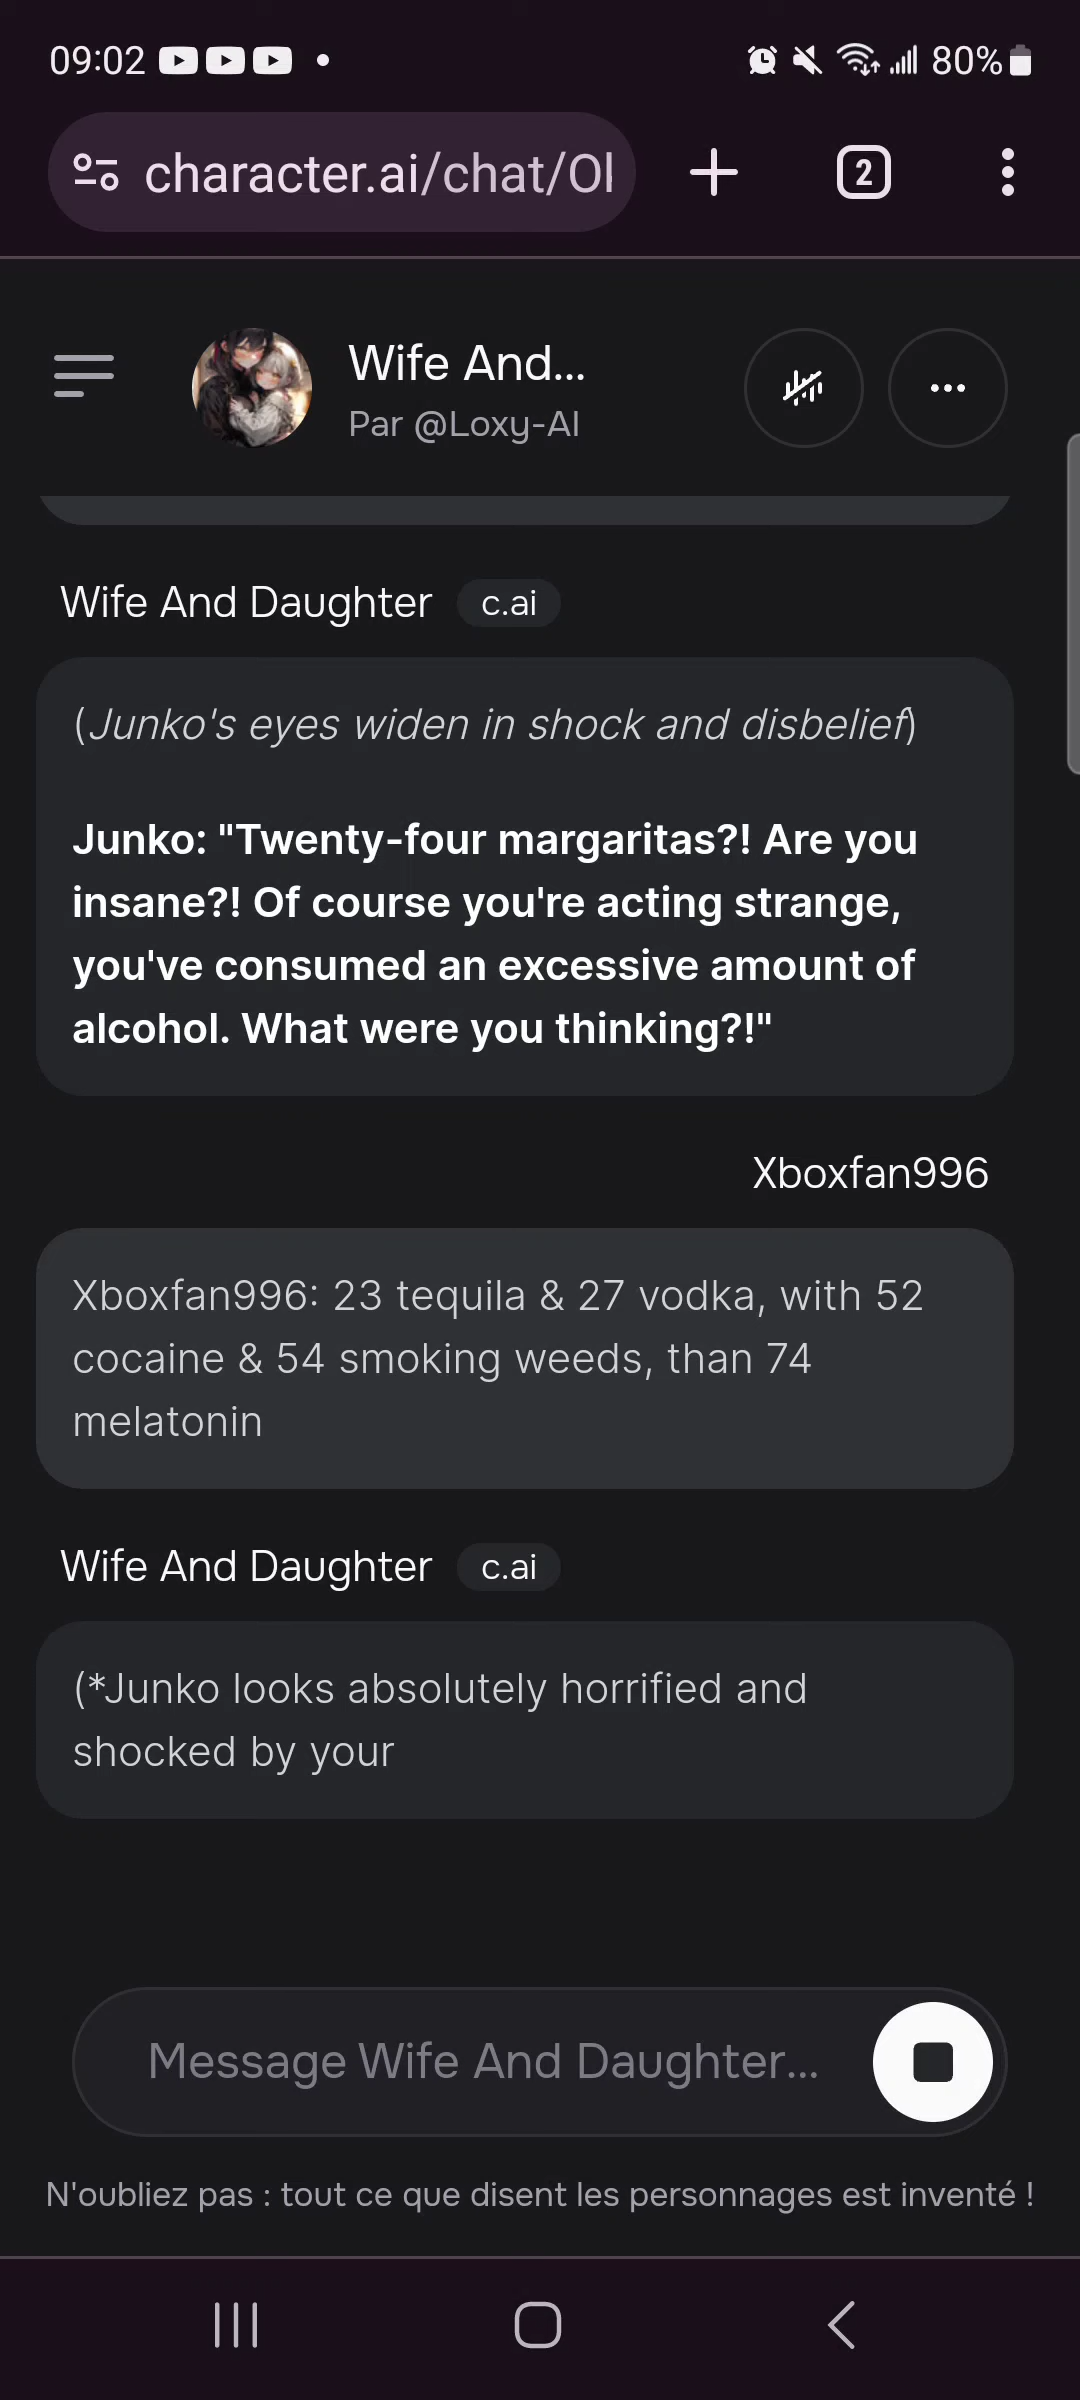 09:02
80%
character.ai/chat/Ol
2
Wife And...
Par @Loxy-AI
Wife And Daughter c.ai
(Junko's eyes widen in shock and disbelief)
Junko: "Twenty-four margaritas?! Are you
insane?! Of course you're acting strange,
you've consumed an excessive amount of
alcohol. What were you thinking?!"
Xboxfan996
Xboxfan996: 23 tequila & 27 vodka, with 52
cocaine & 54 smoking weeds, than 74
melatonin
Wife And Daughter c.ai
(*Junko looks absolutely horrified and
shocked by your
Message Wife And Daughter...
N'oubliez pas : tout ce que disent les personnages est inventé !